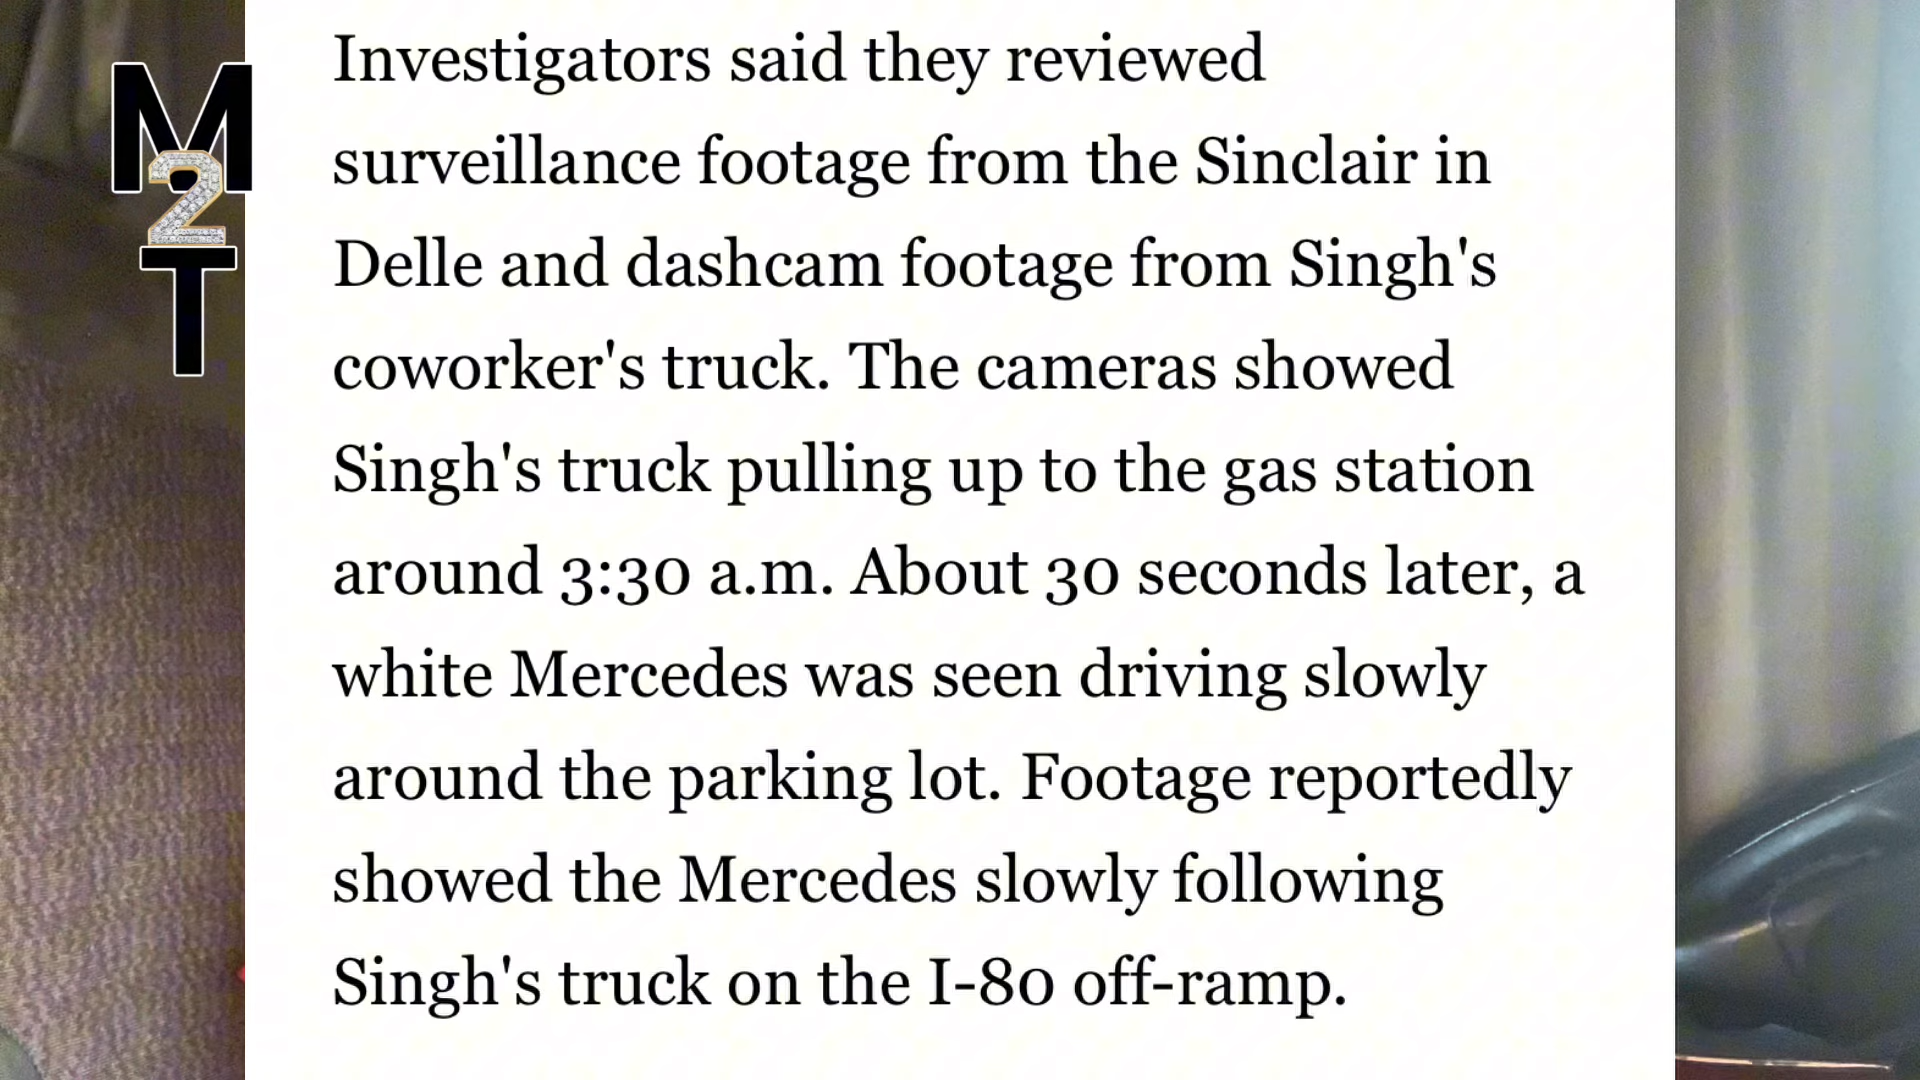 M
2
T
Investigators said they reviewed
surveillance footage from the Sinclair in
Delle and dashcam footage from Singh's
coworker's truck. The cameras showed
Singh's truck pulling up to the gas station
around 3:30 a.m. About 30 seconds later, a
white Mercedes was seen driving slowly
around the parking lot. Footage reportedly
showed the Mercedes slowly following
Singh's truck on the I-80 off-ramp.